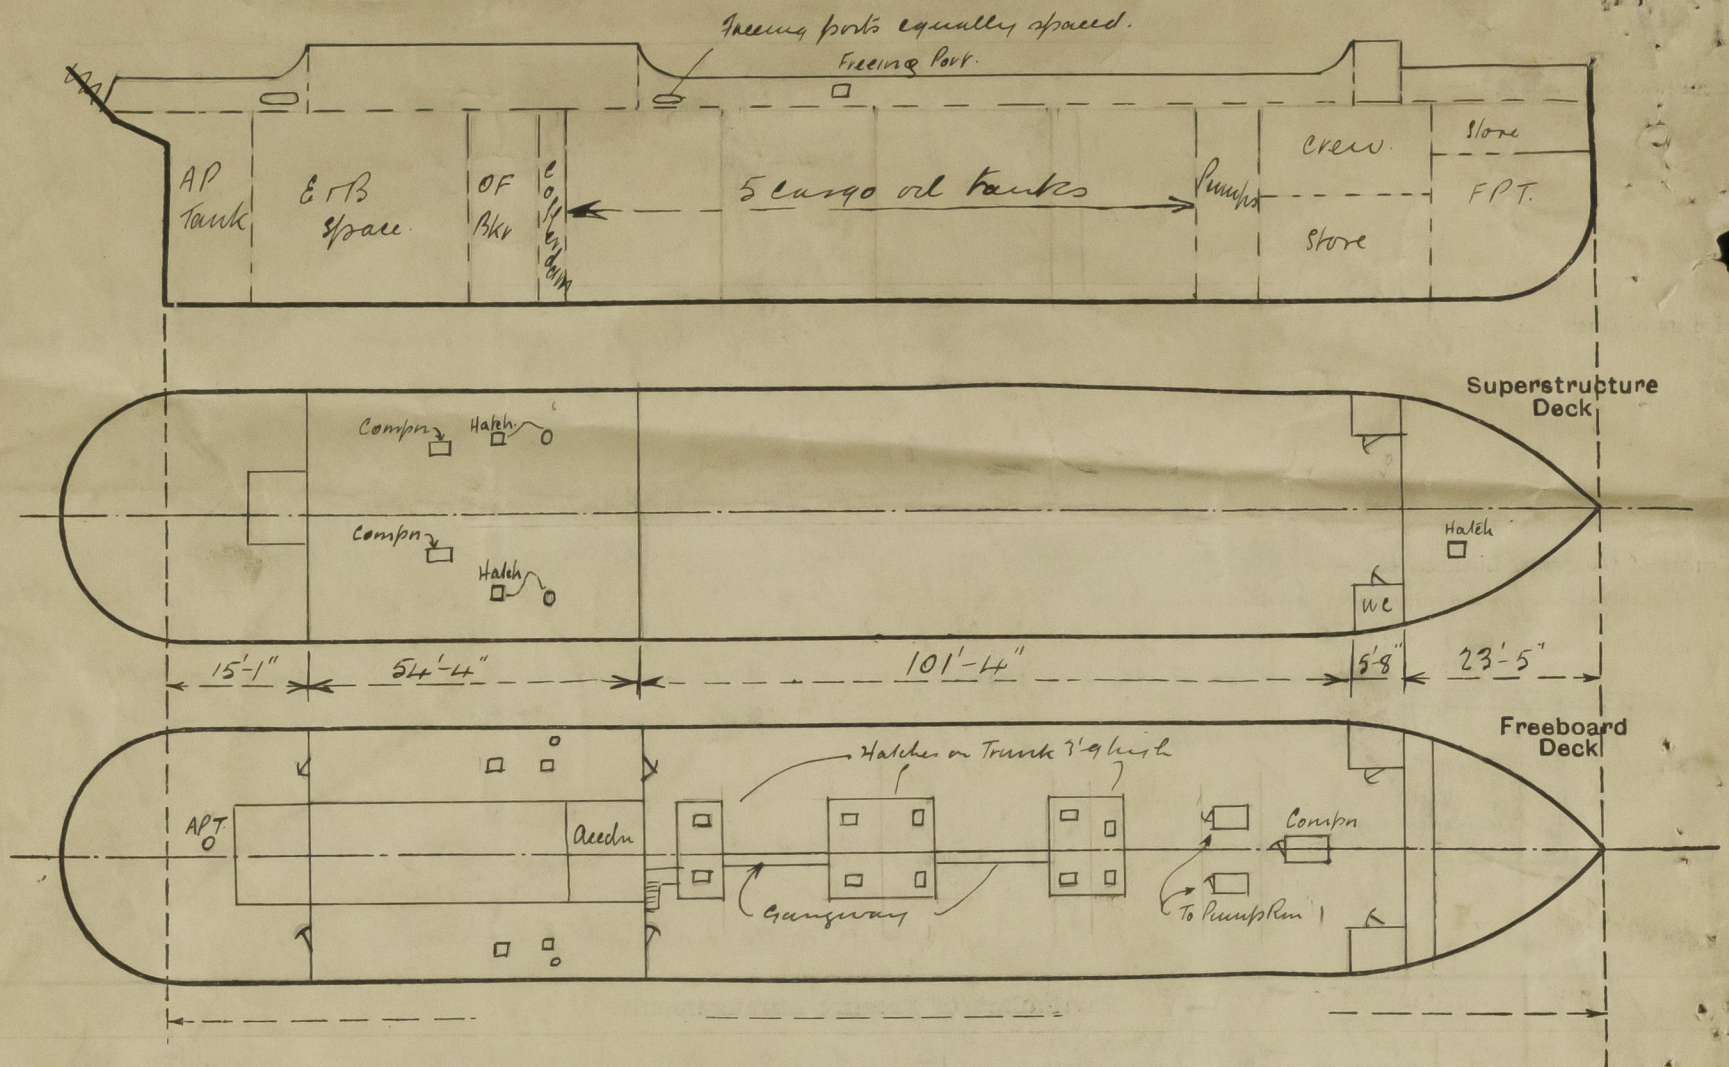 Freeing ports equally spaced.
Freeing Port.
AP
Tank
E & B
Space.
OF
Bkr
Cofferdam
5 cargo oil tanks
Pumps
Crew.
Store
Store
F.P.T.
Superstructure
Deck
Compn
Hatch.
Compn
Hatch
Hatch
WC
15'-1"
54'-4"
101'-4"
5'-8"
23'-5"
Freeboard
Deck
Hatches on Trunk 3'9 high
APT.
Accdn
Compn
Gangway
To Pump Rm